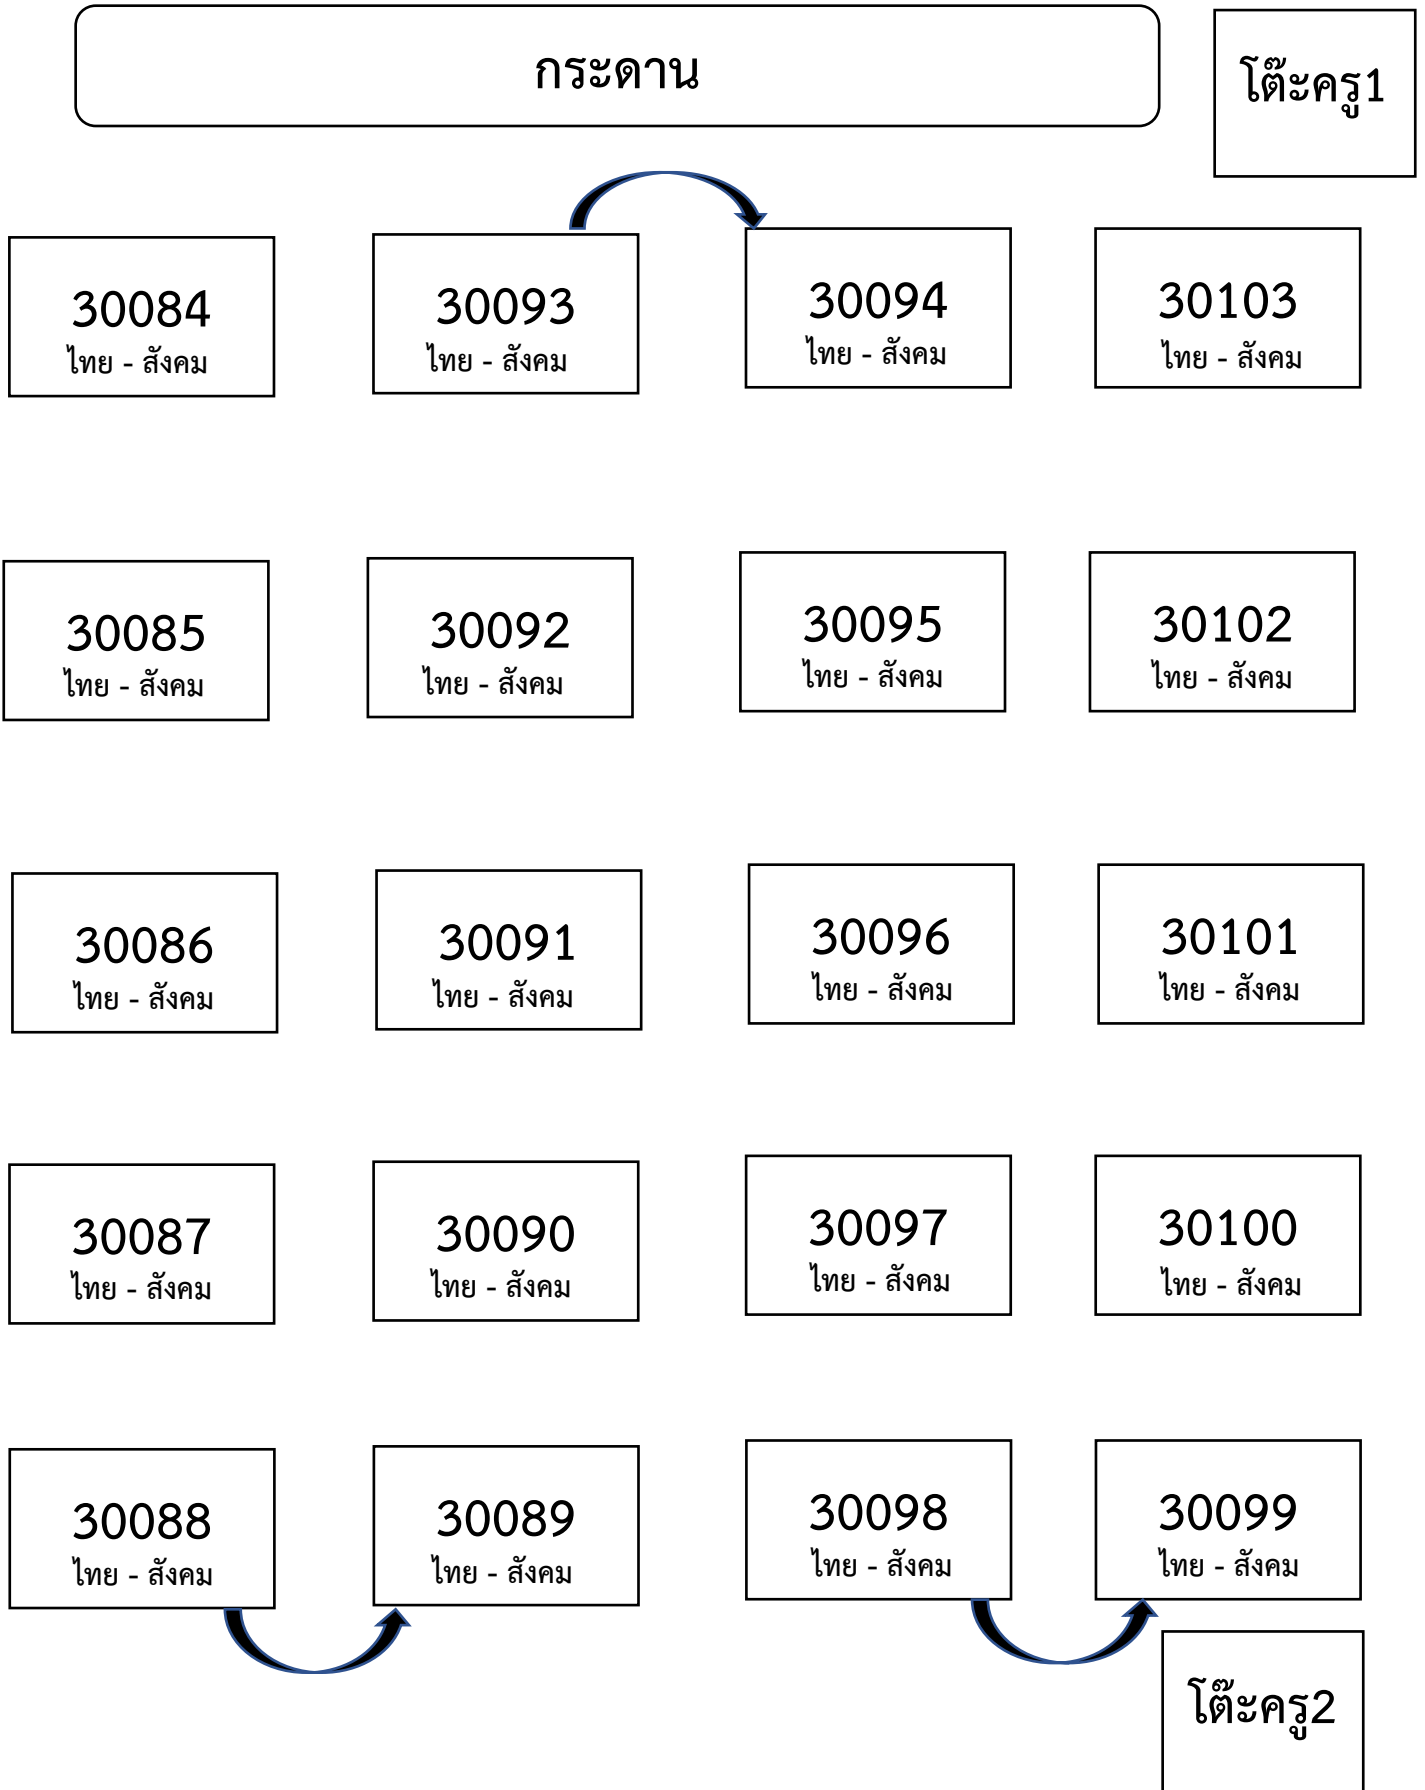 กระดาน
โต๊ะครู1
30084
ไทย - สังคม
30093
ไทย - สังคม
30094
ไทย - สังคม
30103
ไทย - สังคม
30085
ไทย - สังคม
30092
ไทย - สังคม
30095
ไทย - สังคม
30102
ไทย - สังคม
30086
ไทย - สังคม
30091
ไทย - สังคม
30096
ไทย - สังคม
30101
ไทย - สังคม
30087
ไทย - สังคม
30090
ไทย - สังคม
30097
ไทย - สังคม
30100
ไทย - สังคม
30088
ไทย - สังคม
30089
ไทย - สังคม
30098
ไทย - สังคม
30099
ไทย - สังคม
โต๊ะครู2